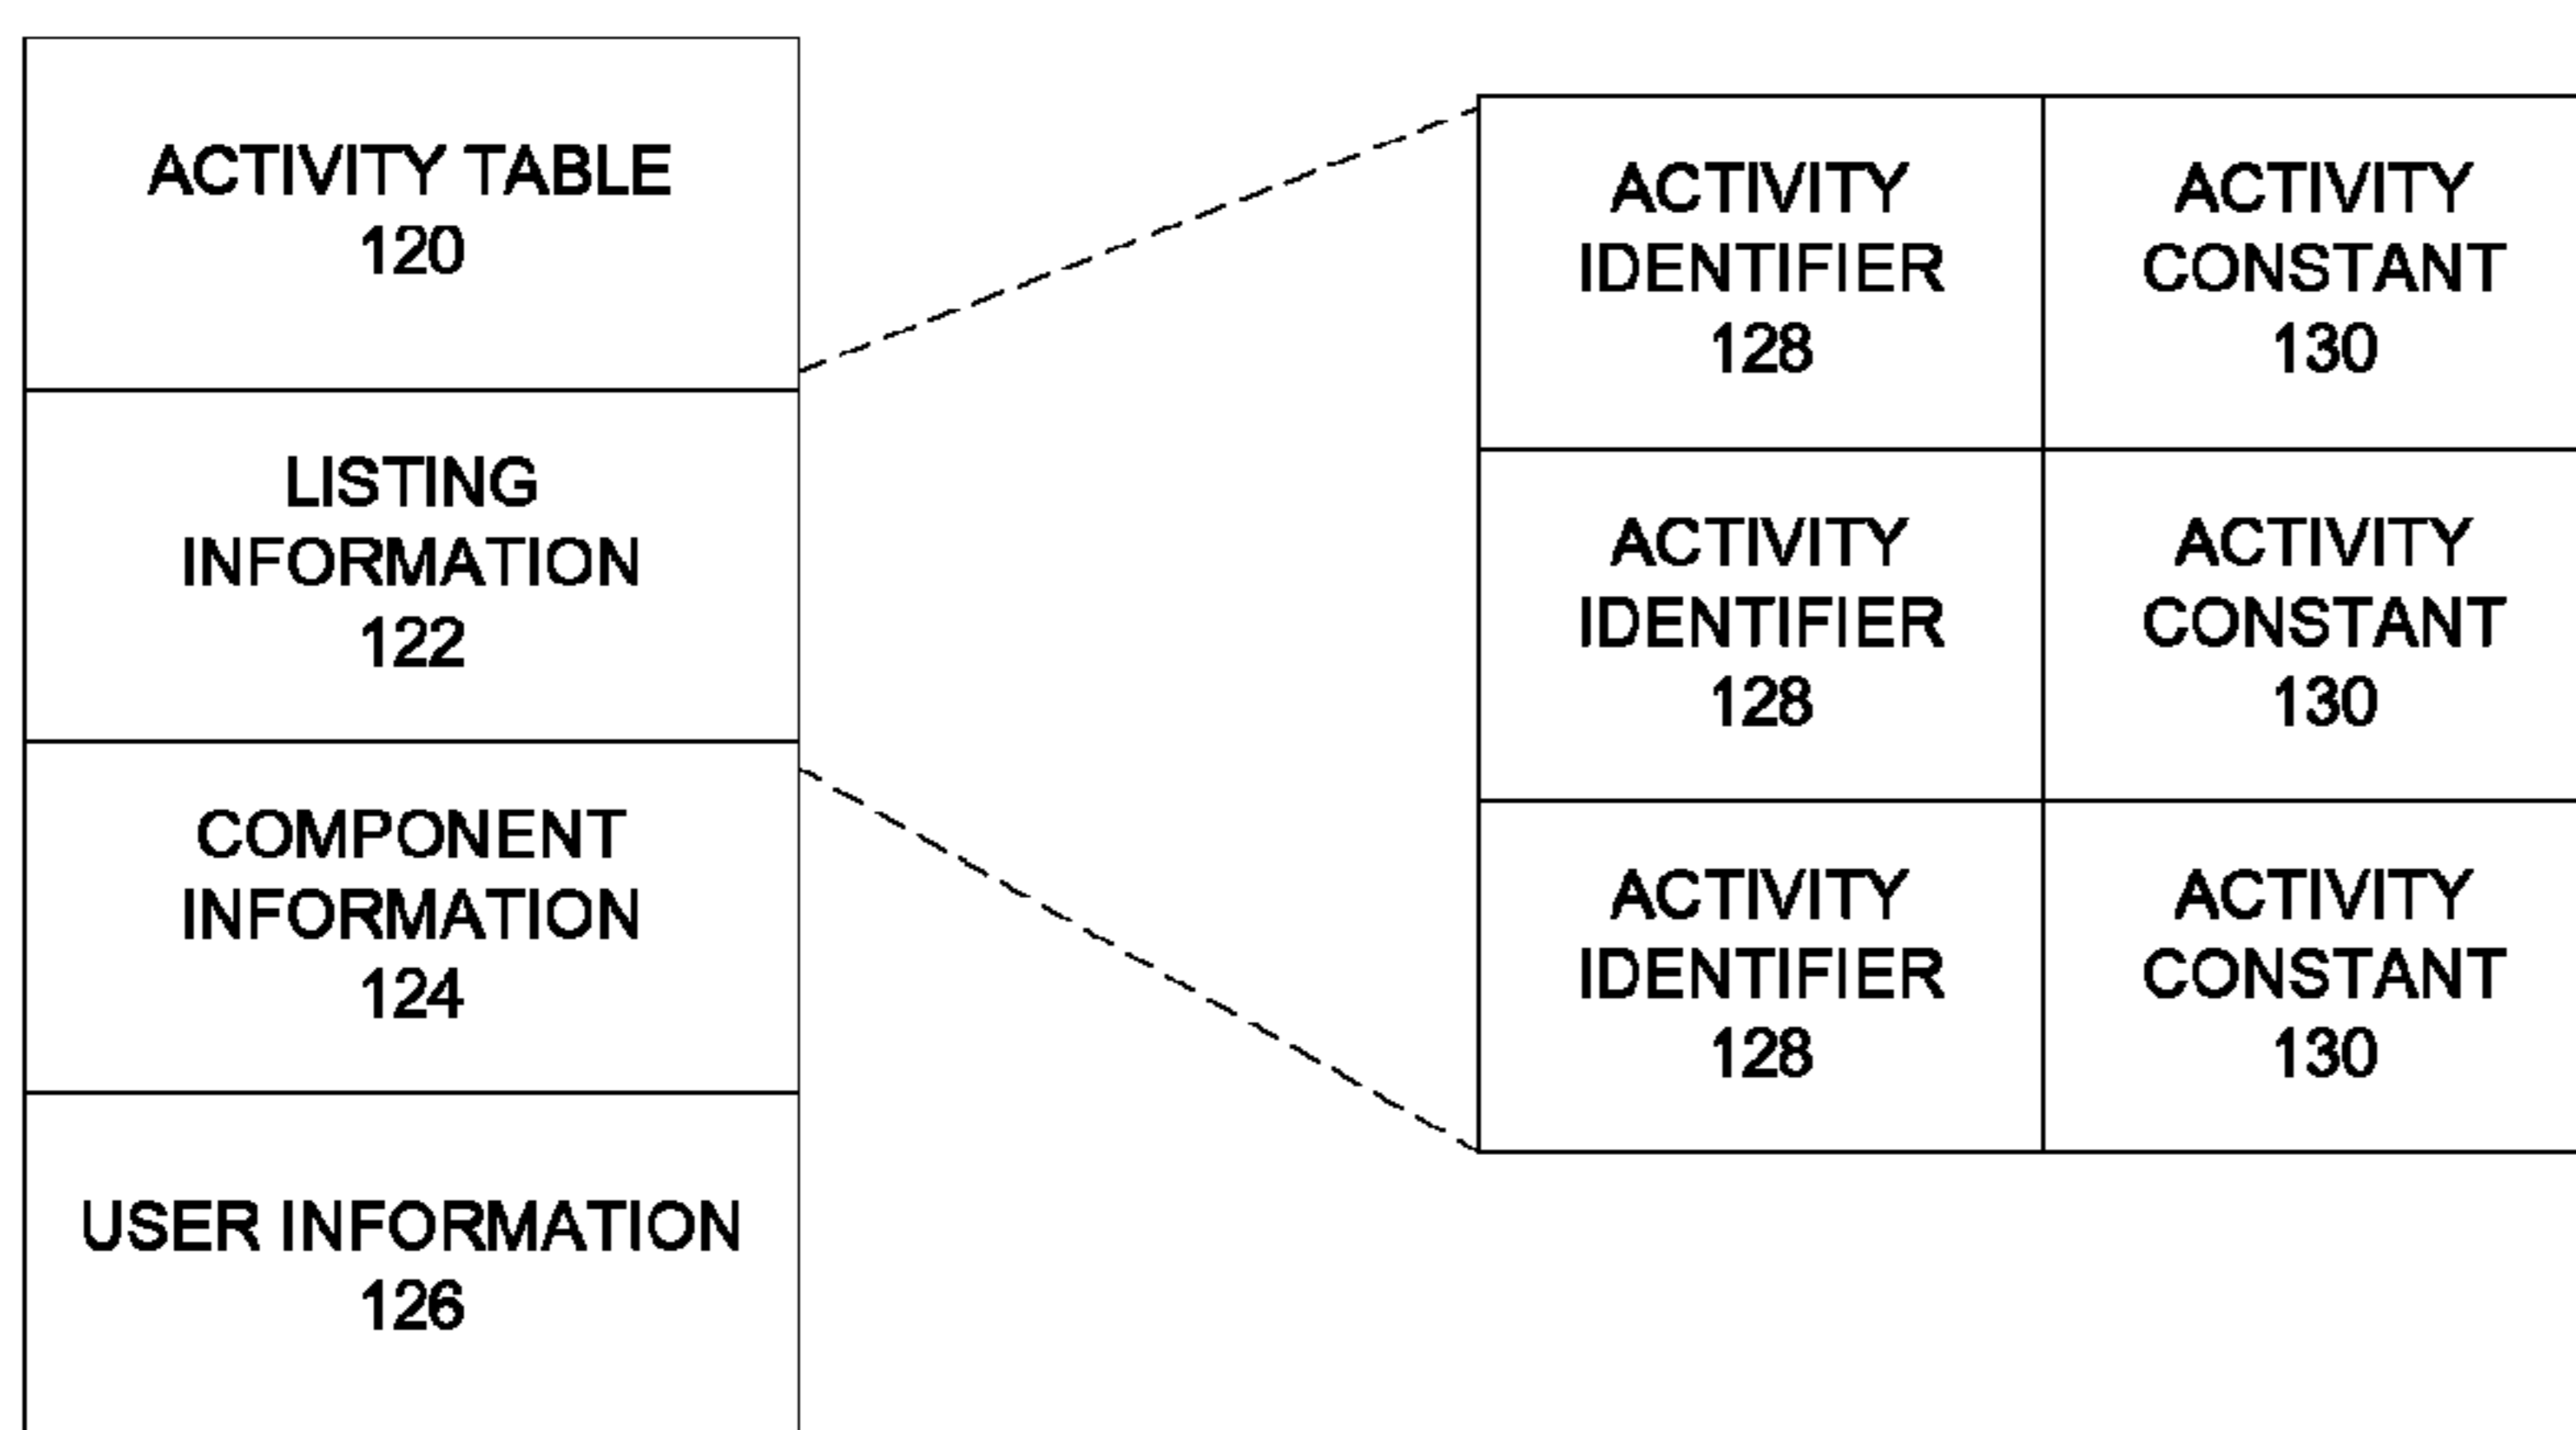 ACTIVITY TABLE
120
LISTING
INFORMATION
122
COMPONENT
INFORMATION
124
USER INFORMATION
126
ACTIVITY
IDENTIFIER
128
ACTIVITY
CONSTANT
130
ACTIVITY
IDENTIFIER
128
ACTIVITY
CONSTANT
130
ACTIVITY
IDENTIFIER
128
ACTIVITY
CONSTANT
130